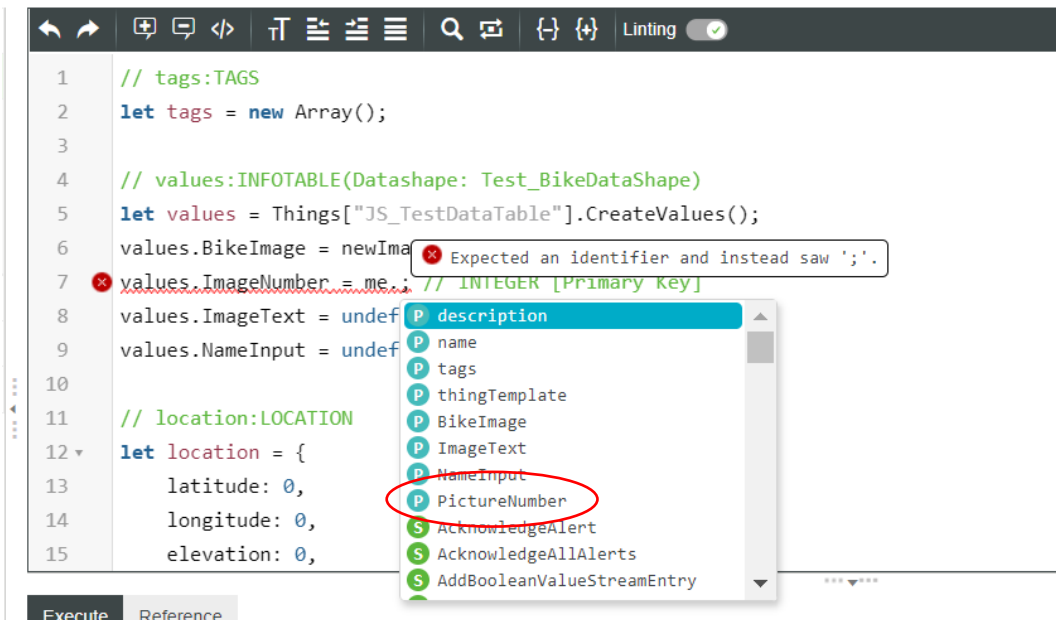 Linting
1 // tags:TAGS
2 let tags = new Array();
3
4 // values:INFOTABLE(Datashape: Test_BikeDataShape)
5 let values = Things["JS_TestDataTable"].CreateValues();
6 values.BikeImage = newIma
Expected an identifier and instead saw ';'.
7 values.ImageNumber = me.; // INTEGER [Primary Key]
8 values.ImageText = undef
9 values.NameInput = undef
10
11 // location:LOCATION
12 let location = {
13 latitude: 0,
14 longitude: 0,
15 elevation: 0,
P description
P name
P tags
P thingTemplate
P BikeImage
P ImageText
P NameInput
P PictureNumber
S AcknowledgeAlert
S AcknowledgeAllAlerts
S AddBooleanValueStreamEntry
Execute Reference